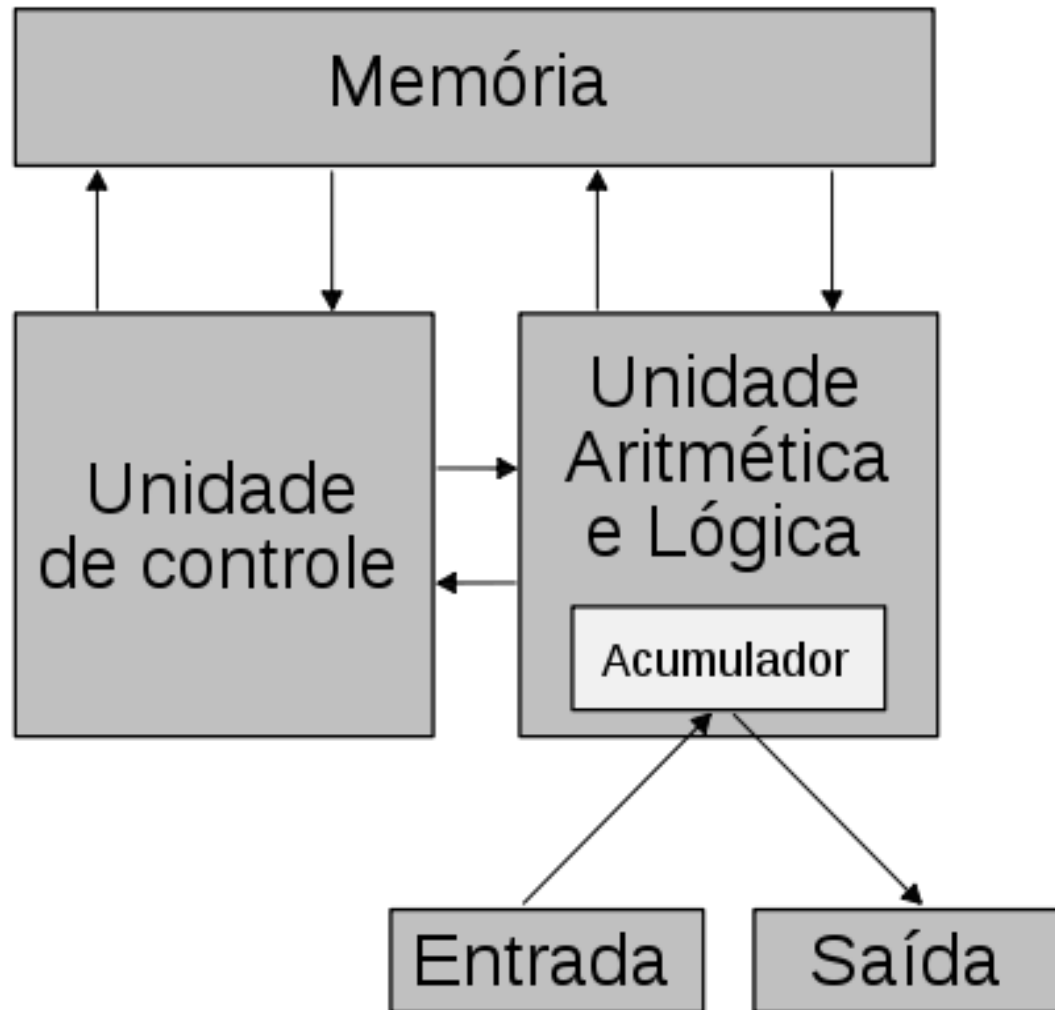 Memória
Unidade
de controle
Unidade
Aritmética
e Lógica
Acumulador
Entrada
Saída